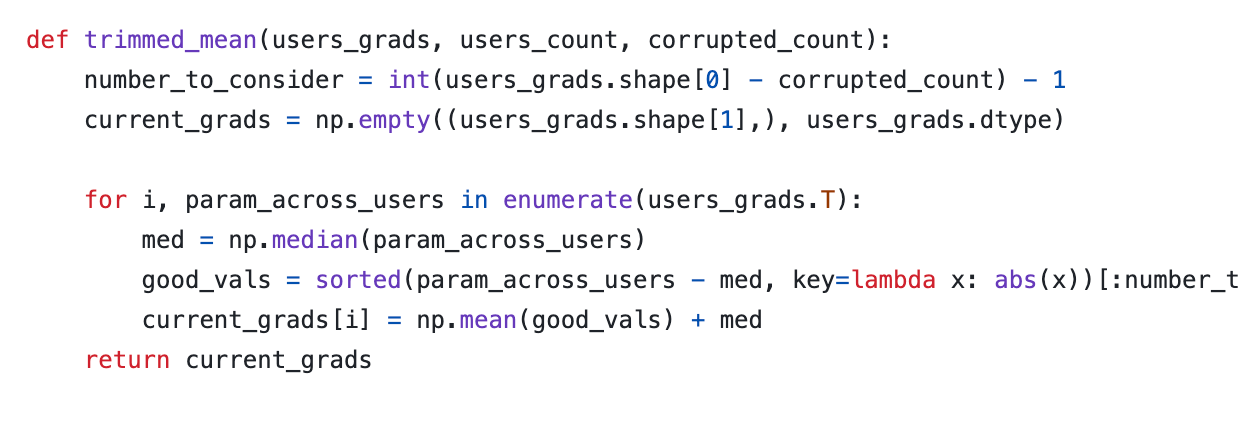 def trimmed_mean(users_grads, users_count, corrupted_count):
    number_to_consider = int(users_grads.shape[0] - corrupted_count) - 1
    current_grads = np.empty((users_grads.shape[1],), users_grads.dtype)

    for i, param_across_users in enumerate(users_grads.T):
        med = np.median(param_across_users)
        good_vals = sorted(param_across_users - med, key=lambda x: abs(x))[:number_t
        current_grads[i] = np.mean(good_vals) + med
    return current_grads